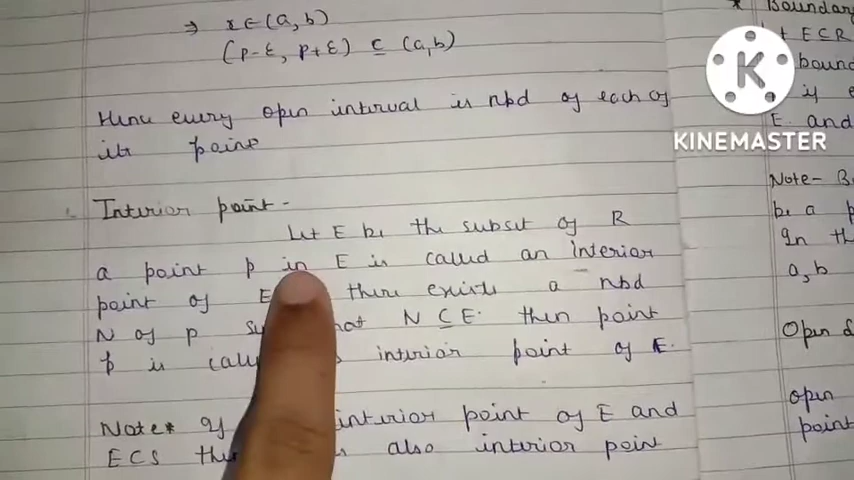 → x ∈ (a, b)
(p-ε, p+ε) ⊆ (a,b)
Hence every open interval is nbd of each of
its point
Interior point -
Let E be the subset of R
a point p in E is called an interior
point of E there exists a nbd
N of p that N ⊆ E. then point
p is interior point of E.
Note* interior point of E and
E⊂S also interior point
* Boundary
E⊂R
bound
if
E. and
Note-
be a
In th
a,b
Open
open
point
K
KINEMASTER